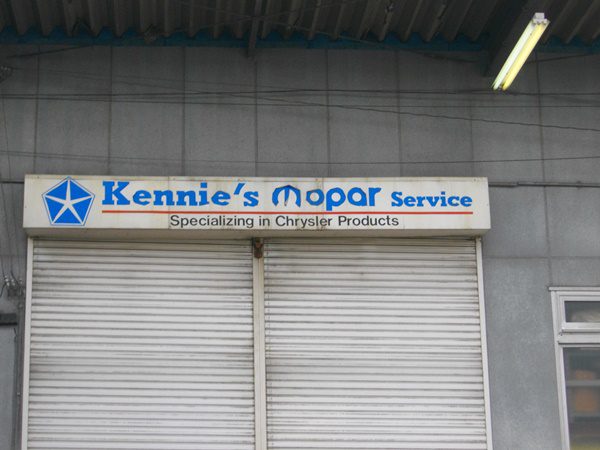 Kennie's mopar Service
Specializing in Chrysler Products